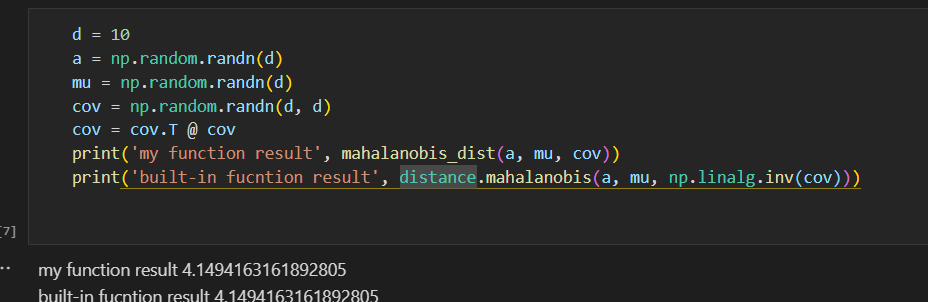 d = 10
a = np.random.randn(d)
mu = np.random.randn(d)
cov = np.random.randn(d, d)
cov = cov.T @ cov
print('my function result', mahalanobis_dist(a, mu, cov))
print('built-in fucntion result', distance.mahalanobis(a, mu, np.linalg.inv(cov)))
[7]
my function result 4.1494163161892805
built-in fucntion result 4.1494163161892805